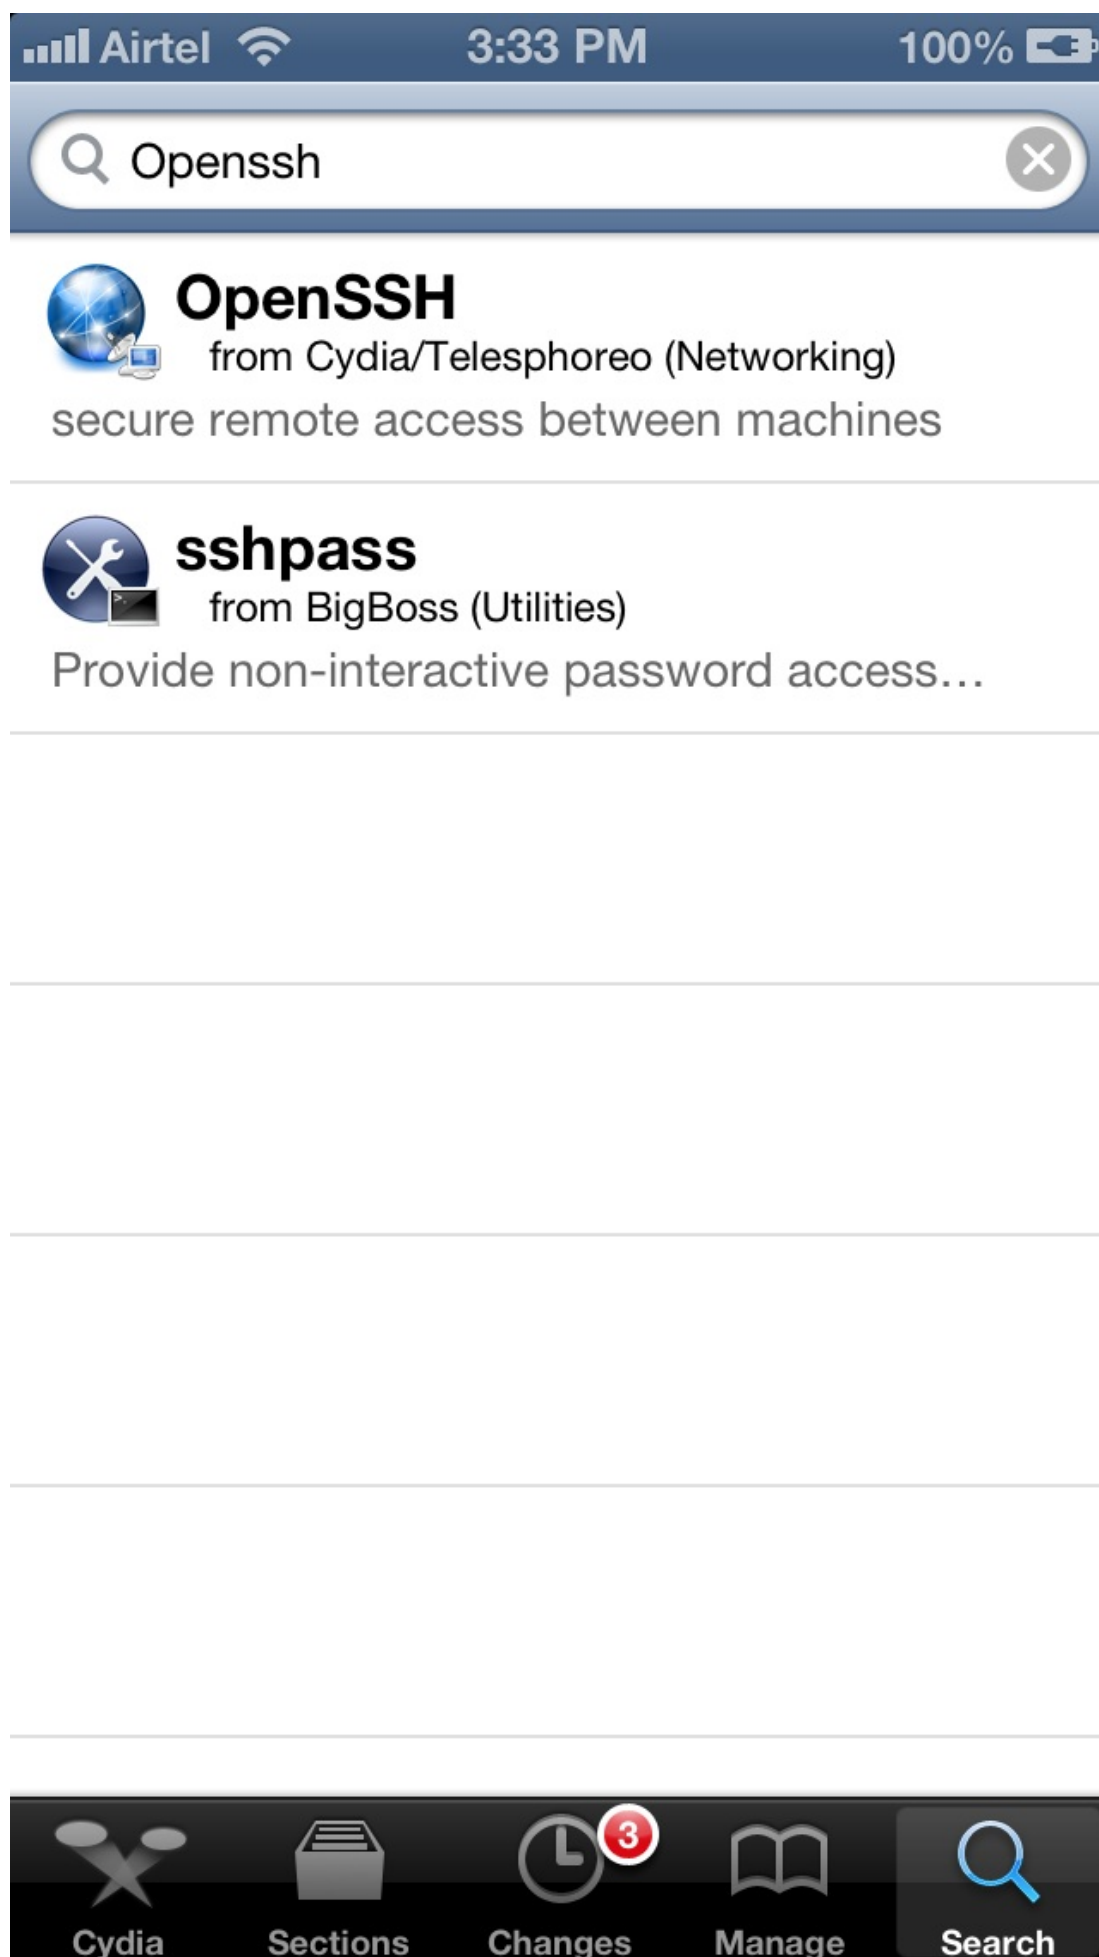 Airtel 3:33 PM 100%
Openssh
OpenSSH
from Cydia/Telesphoreo (Networking)
secure remote access between machines
sshpass
from BigBoss (Utilities)
Provide non-interactive password access...
3
Cydia Sections Changes Manage Search